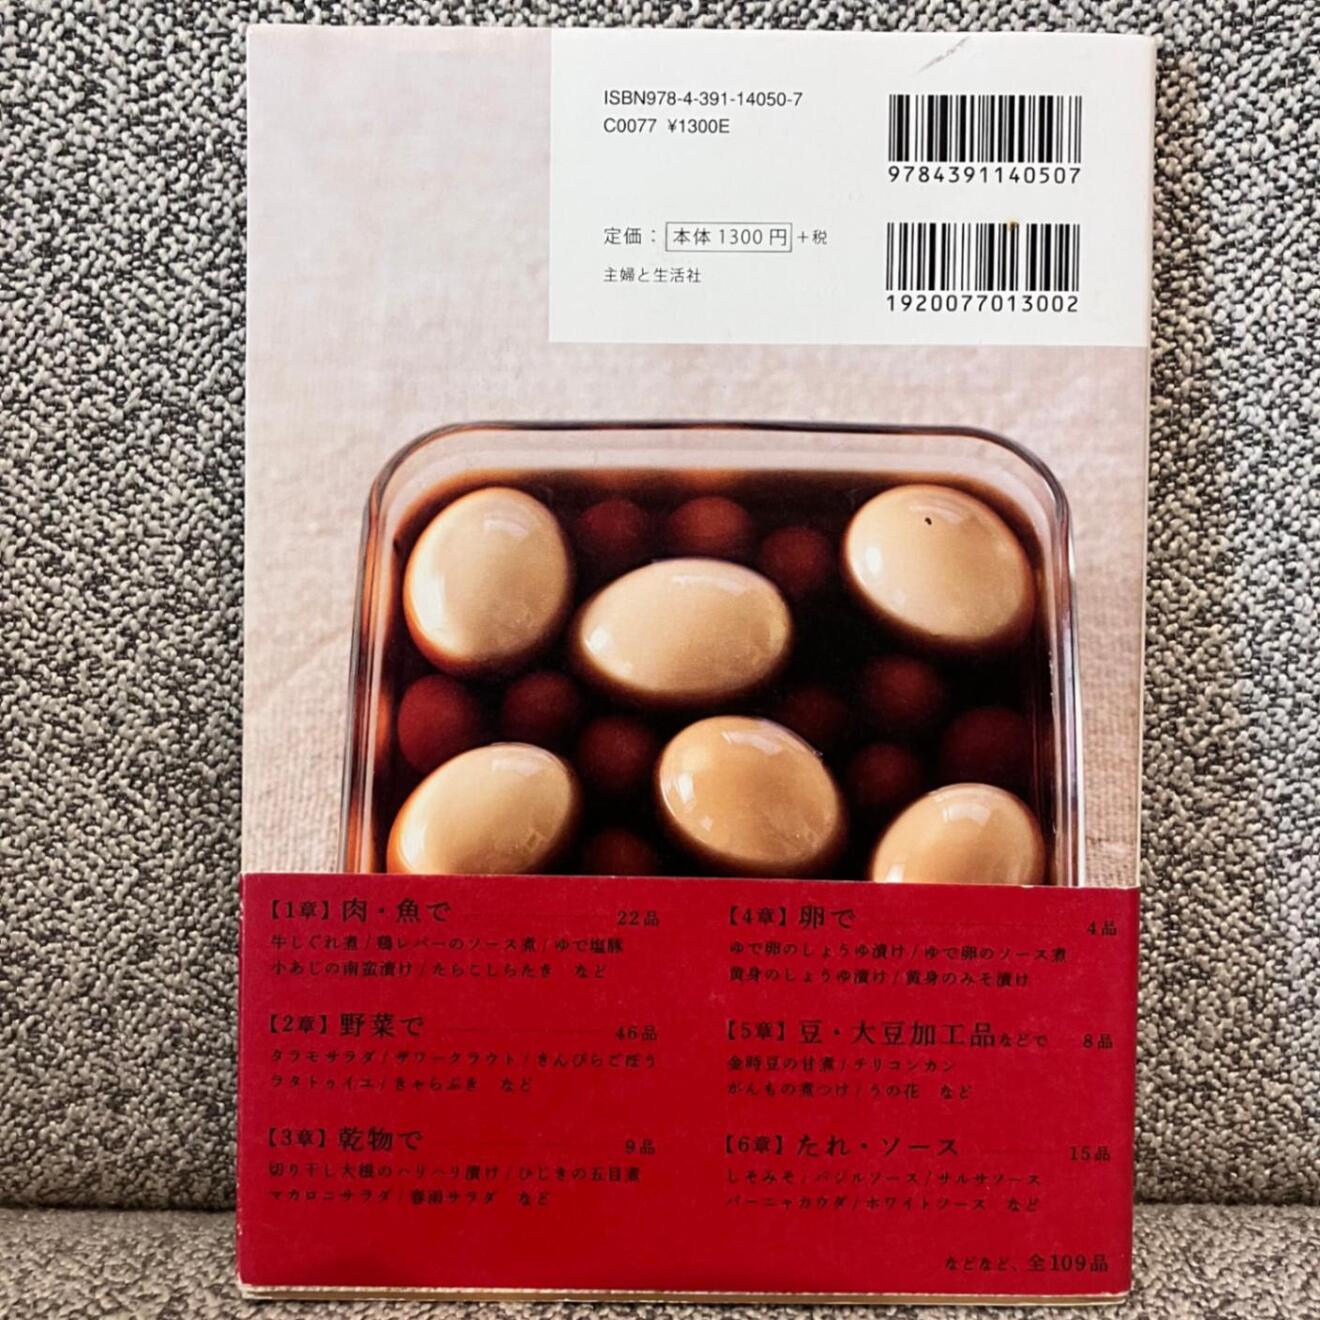 ISBN978-4-391-14050-7
C0077 ¥1300E
9784391140507
定価：本体1300円+税
主婦と生活社
1920077013002
【1章】肉・魚で 22品
牛しぐれ煮/鶏レバーのソース煮/ゆで塩豚
小あじの南蛮漬け/たらこしらたき など
【2章】野菜で 46品
タラモサラダ/ザワークラウト/きんぴらごぼう
ラタトゥイユ/きゃらぶき など
【3章】乾物で 9品
切り干し大根のハリハリ漬け/ひじきの五目煮
マカロニサラダ/春雨サラダ など
【4章】卵で 4品
ゆで卵のしょうゆ漬け/ゆで卵のソース煮
黄身のしょうゆ漬け/黄身のみそ漬け
【5章】豆・大豆加工品などで 8品
金時豆の甘煮/チリコンカン
がんもの煮つけ/うの花 など
【6章】たれ・ソース 15品
しそみそ/バジルソース/サルサソース
バーニャカウダ/ホワイトソース など
などなど、全109品